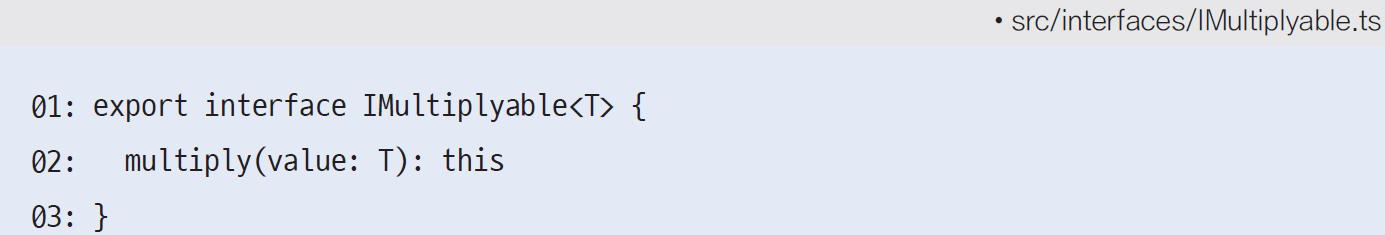 • src/interfaces/IMultiplyable.ts
01: export interface IMultiplyable<T> {
02:   multiply(value: T): this
03: }